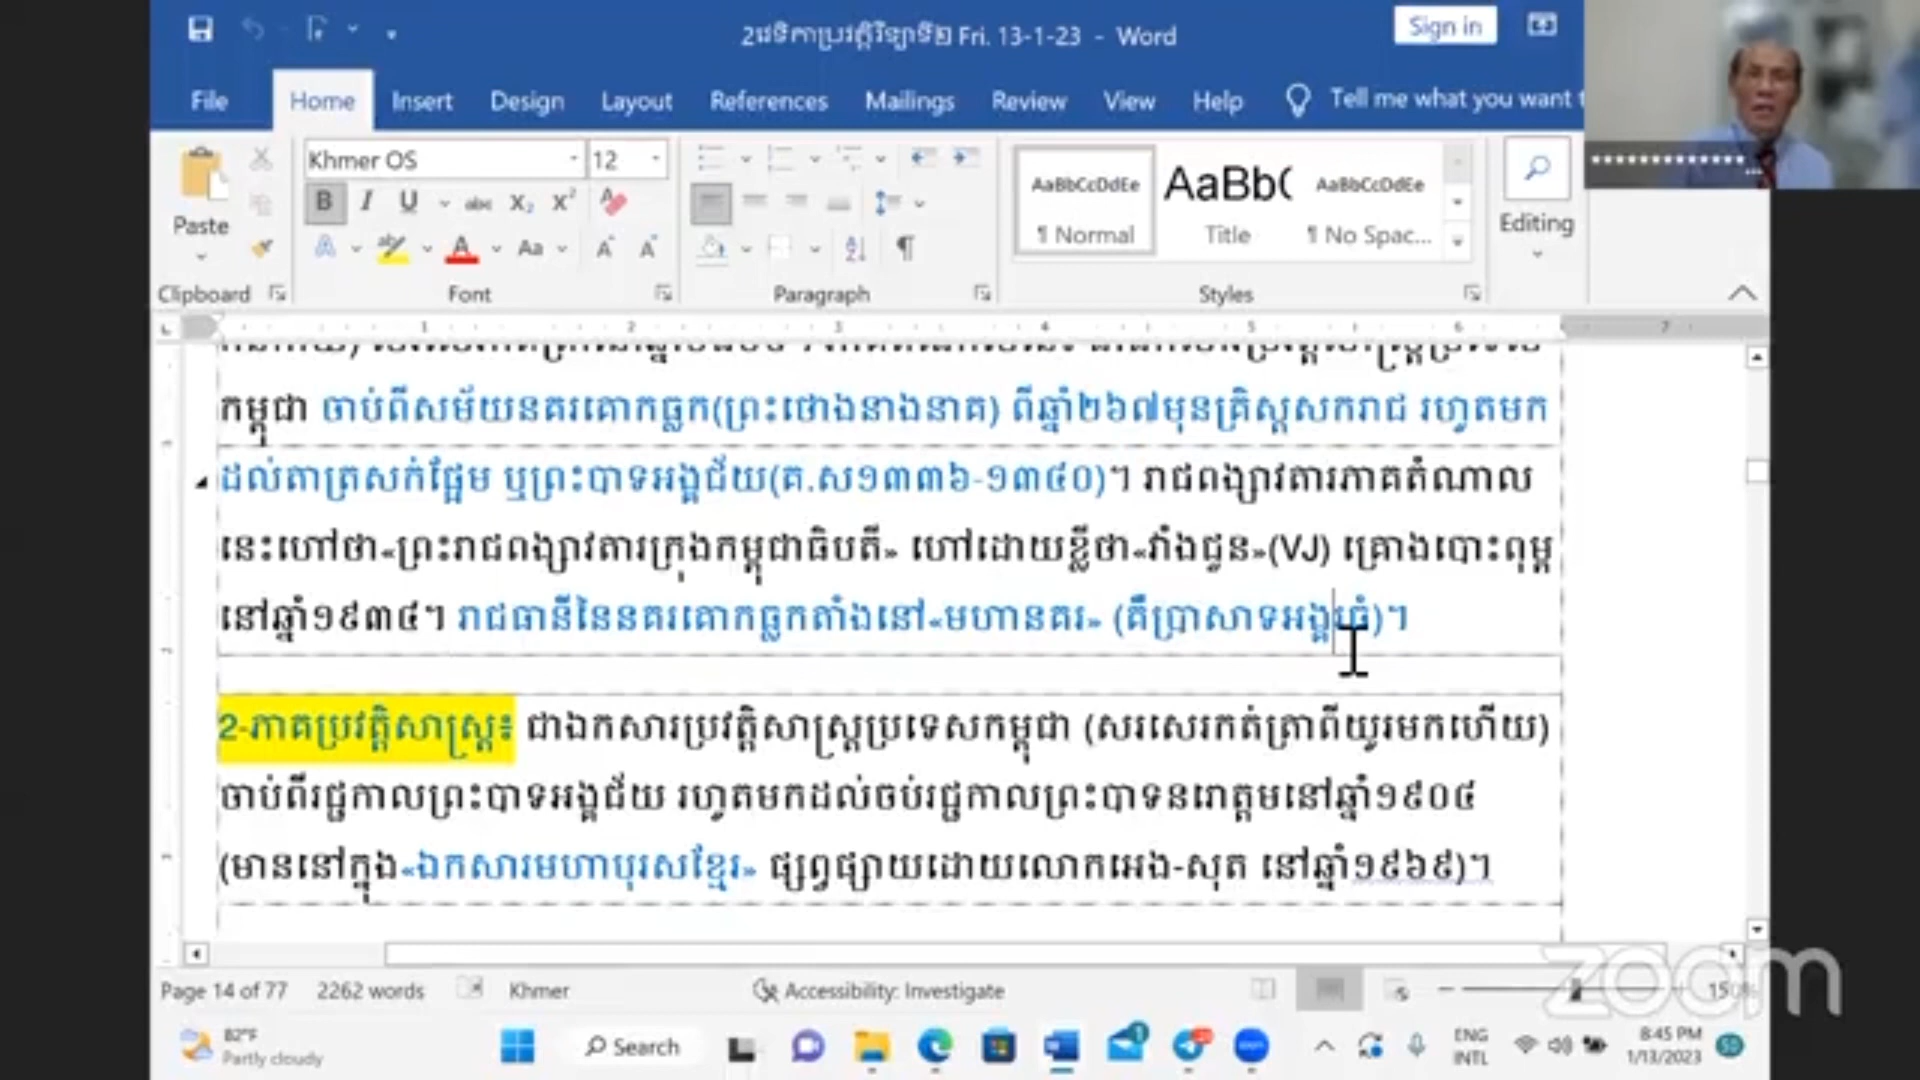 2វេទិកាប្រវត្តិវិទ្យាទី២ Fri. 13-1-23 - Word
Sign in
File Home Insert Design Layout References Mailings Review View Help Tell me what you want t
Khmer OS 12
Paste
AaBbCcDdEe AaBb( AaBbCcDdEe
¶ Normal Title ¶ No Spac...
Editing
Clipboard Font Paragraph Styles
1 2 3 4 5 6 7
កម្ពុជា ចាប់ពីសម័យនគរគោកធ្លក(ព្រះថោងនាងនាគ) ពីឆ្នាំ២៦៧មុនគ្រិស្តសករាជ រហូតមក
ដល់តាត្រសក់ផ្អែម ឬព្រះបាទអង្គជ័យ(គ.ស១៣៣៦-១៣៤០)។ រាជពង្សាវតារភាគតំណាល
នេះហៅថា«ព្រះរាជពង្សាវតារក្រុងកម្ពុជាធិបតី» ហៅដោយខ្លីថា«វាំងជួន»(VJ) គ្រោងបោះពុម្ព
នៅឆ្នាំ១៩៣៤។ រាជធានីនៃនគរគោកធ្លកតាំងនៅ«មហានគរ» (គឺប្រាសាទអង្គរធំ)។
2-ភាគប្រវត្តិសាស្ត្រ៖ ជាឯកសារប្រវត្តិសាស្ត្រប្រទេសកម្ពុជា (សរសេរកត់ត្រាពីយូរមកហើយ)
ចាប់ពីរជ្ជកាលព្រះបាទអង្គជ័យ រហូតមកដល់ចប់រជ្ជកាលព្រះបាទនរោត្តមនៅឆ្នាំ១៩០៤
(មាននៅក្នុង«ឯកសារមហាបុរសខ្មែរ» ផ្សព្វផ្សាយដោយលោកអេង-សុត នៅឆ្នាំ១៩៦៩)។
Page 14 of 77 2262 words Khmer Accessibility: Investigate 150%
zoom
82°F
Partly cloudy
Search
ENG
INTL
8:45 PM
1/13/2023